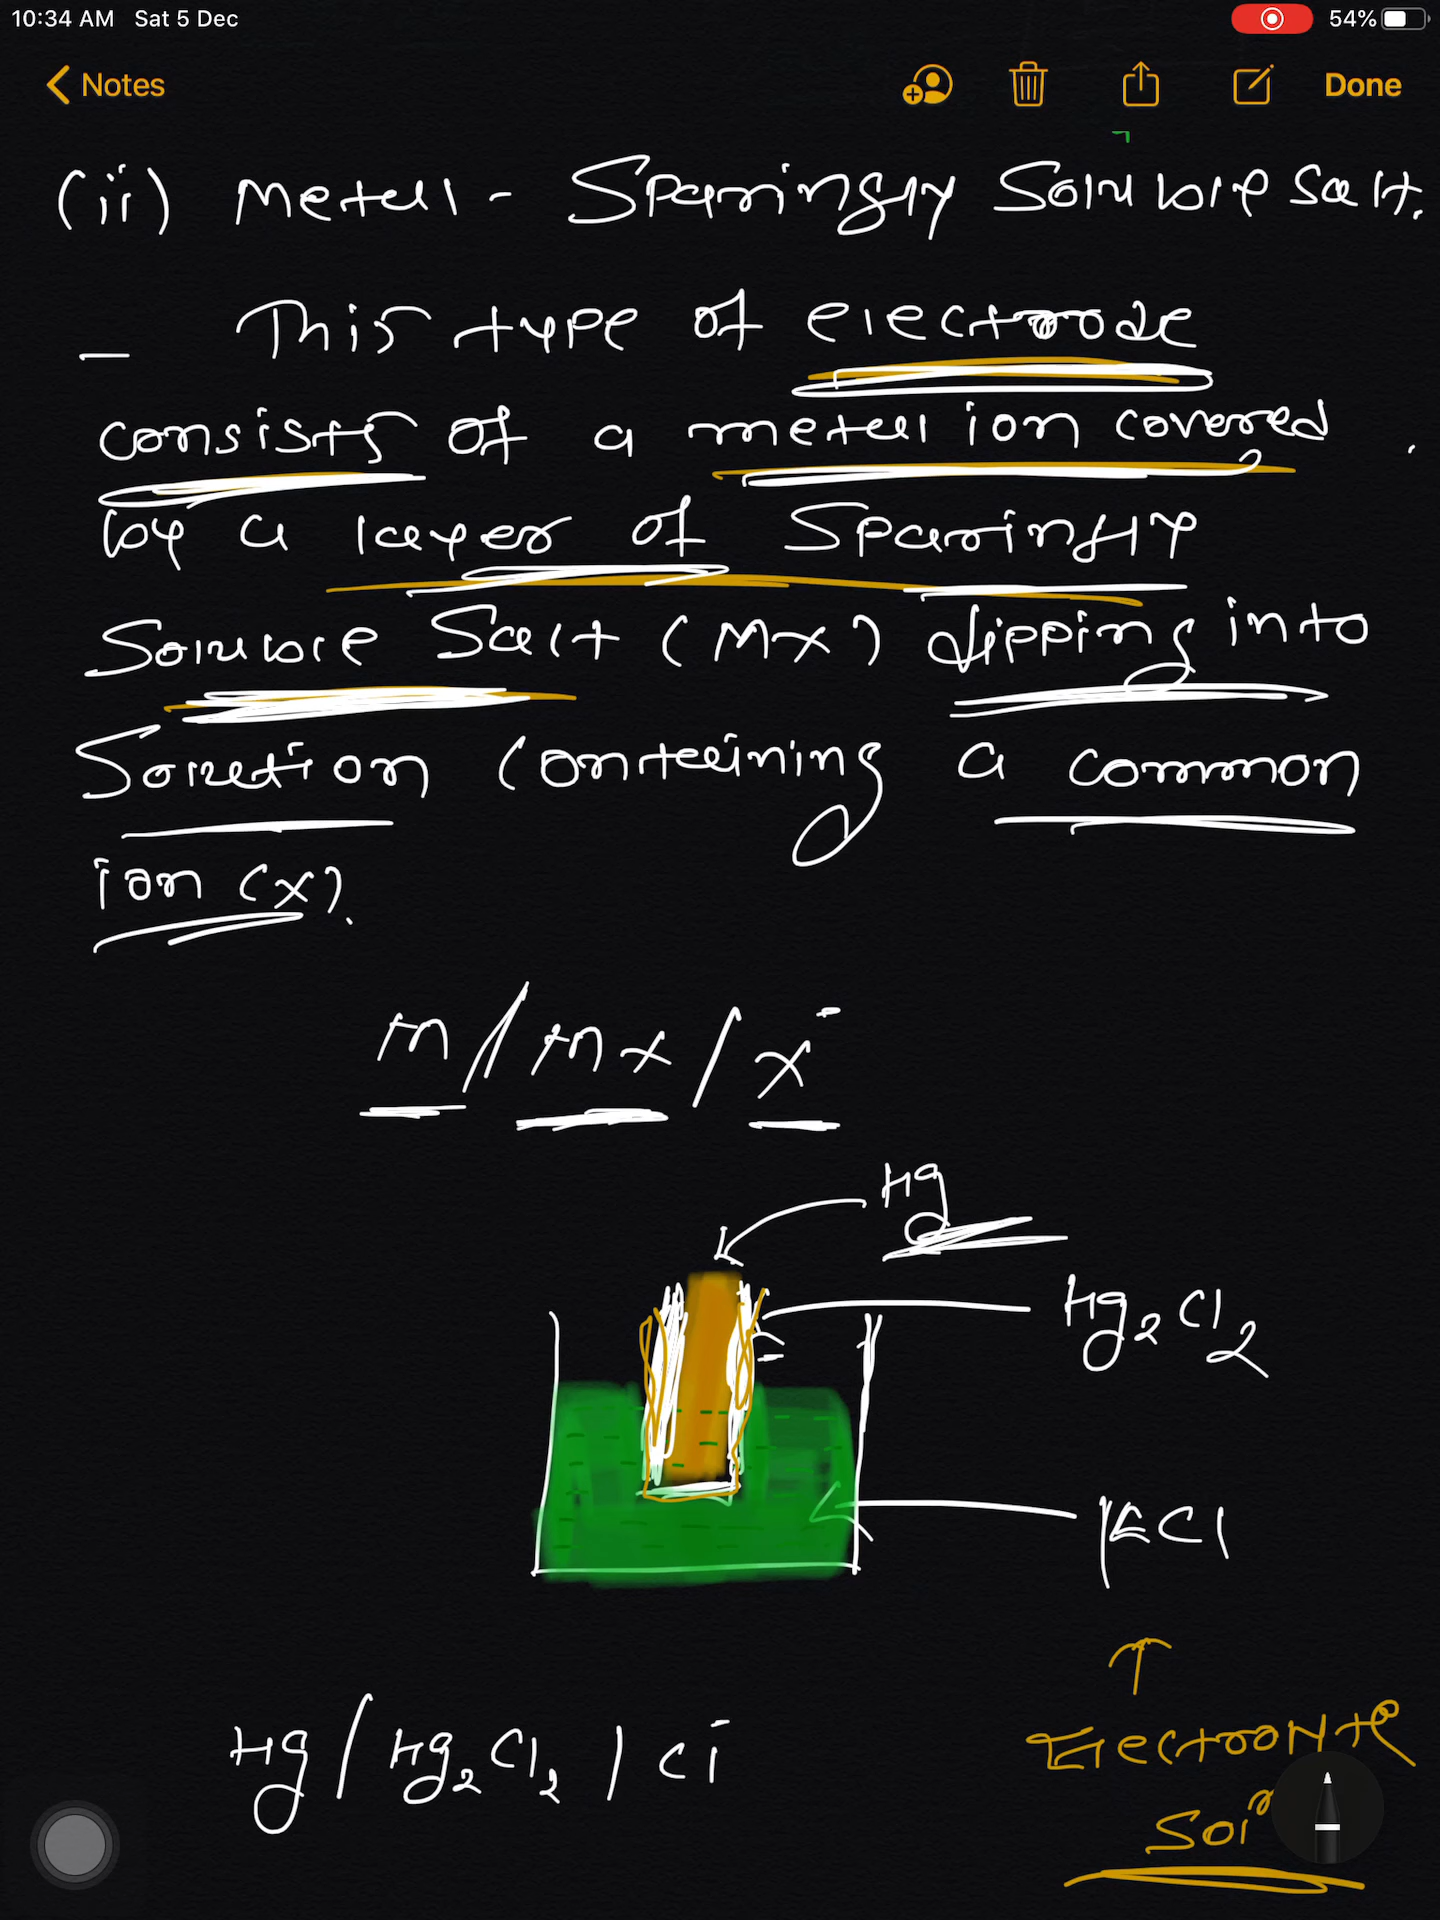 10:34 AM Sat 5 Dec 54%
Notes Done
(ii) Metal - Sparingly Soluble Salt.
— This type of electrode
consists of a metal ion covered
by a layer of Sparingly
Soluble Salt (MX) dipping into
Solution containing a common
ion (X).
M/MX/X⁻
Hg
Hg₂Cl₂
KCl
Hg/Hg₂Cl₂/Cl⁻
Electrolyte
Solⁿ